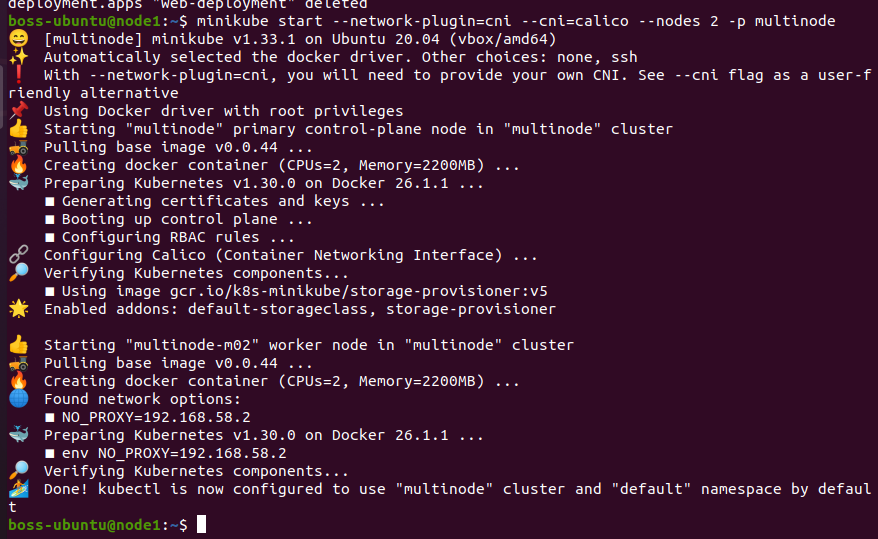 deployment.apps "web-deployment" deleted
boss-ubuntu@node1:~$ minikube start --network-plugin=cni --cni=calico --nodes 2 -p multinode
[multinode] minikube v1.33.1 on Ubuntu 20.04 (vbox/amd64)
Automatically selected the docker driver. Other choices: none, ssh
With --network-plugin=cni, you will need to provide your own CNI. See --cni flag as a user-f
riendly alternative
Using Docker driver with root privileges
Starting "multinode" primary control-plane node in "multinode" cluster
Pulling base image v0.0.44 ...
Creating docker container (CPUs=2, Memory=2200MB) ...
Preparing Kubernetes v1.30.0 on Docker 26.1.1 ...
■ Generating certificates and keys ...
■ Booting up control plane ...
■ Configuring RBAC rules ...
Configuring Calico (Container Networking Interface) ...
Verifying Kubernetes components...
■ Using image gcr.io/k8s-minikube/storage-provisioner:v5
Enabled addons: default-storageclass, storage-provisioner
Starting "multinode-m02" worker node in "multinode" cluster
Pulling base image v0.0.44 ...
Creating docker container (CPUs=2, Memory=2200MB) ...
Found network options:
■ NO_PROXY=192.168.58.2
Preparing Kubernetes v1.30.0 on Docker 26.1.1 ...
■ env NO_PROXY=192.168.58.2
Verifying Kubernetes components...
Done! kubectl is now configured to use "multinode" cluster and "default" namespace by defaul
t
boss-ubuntu@node1:~$